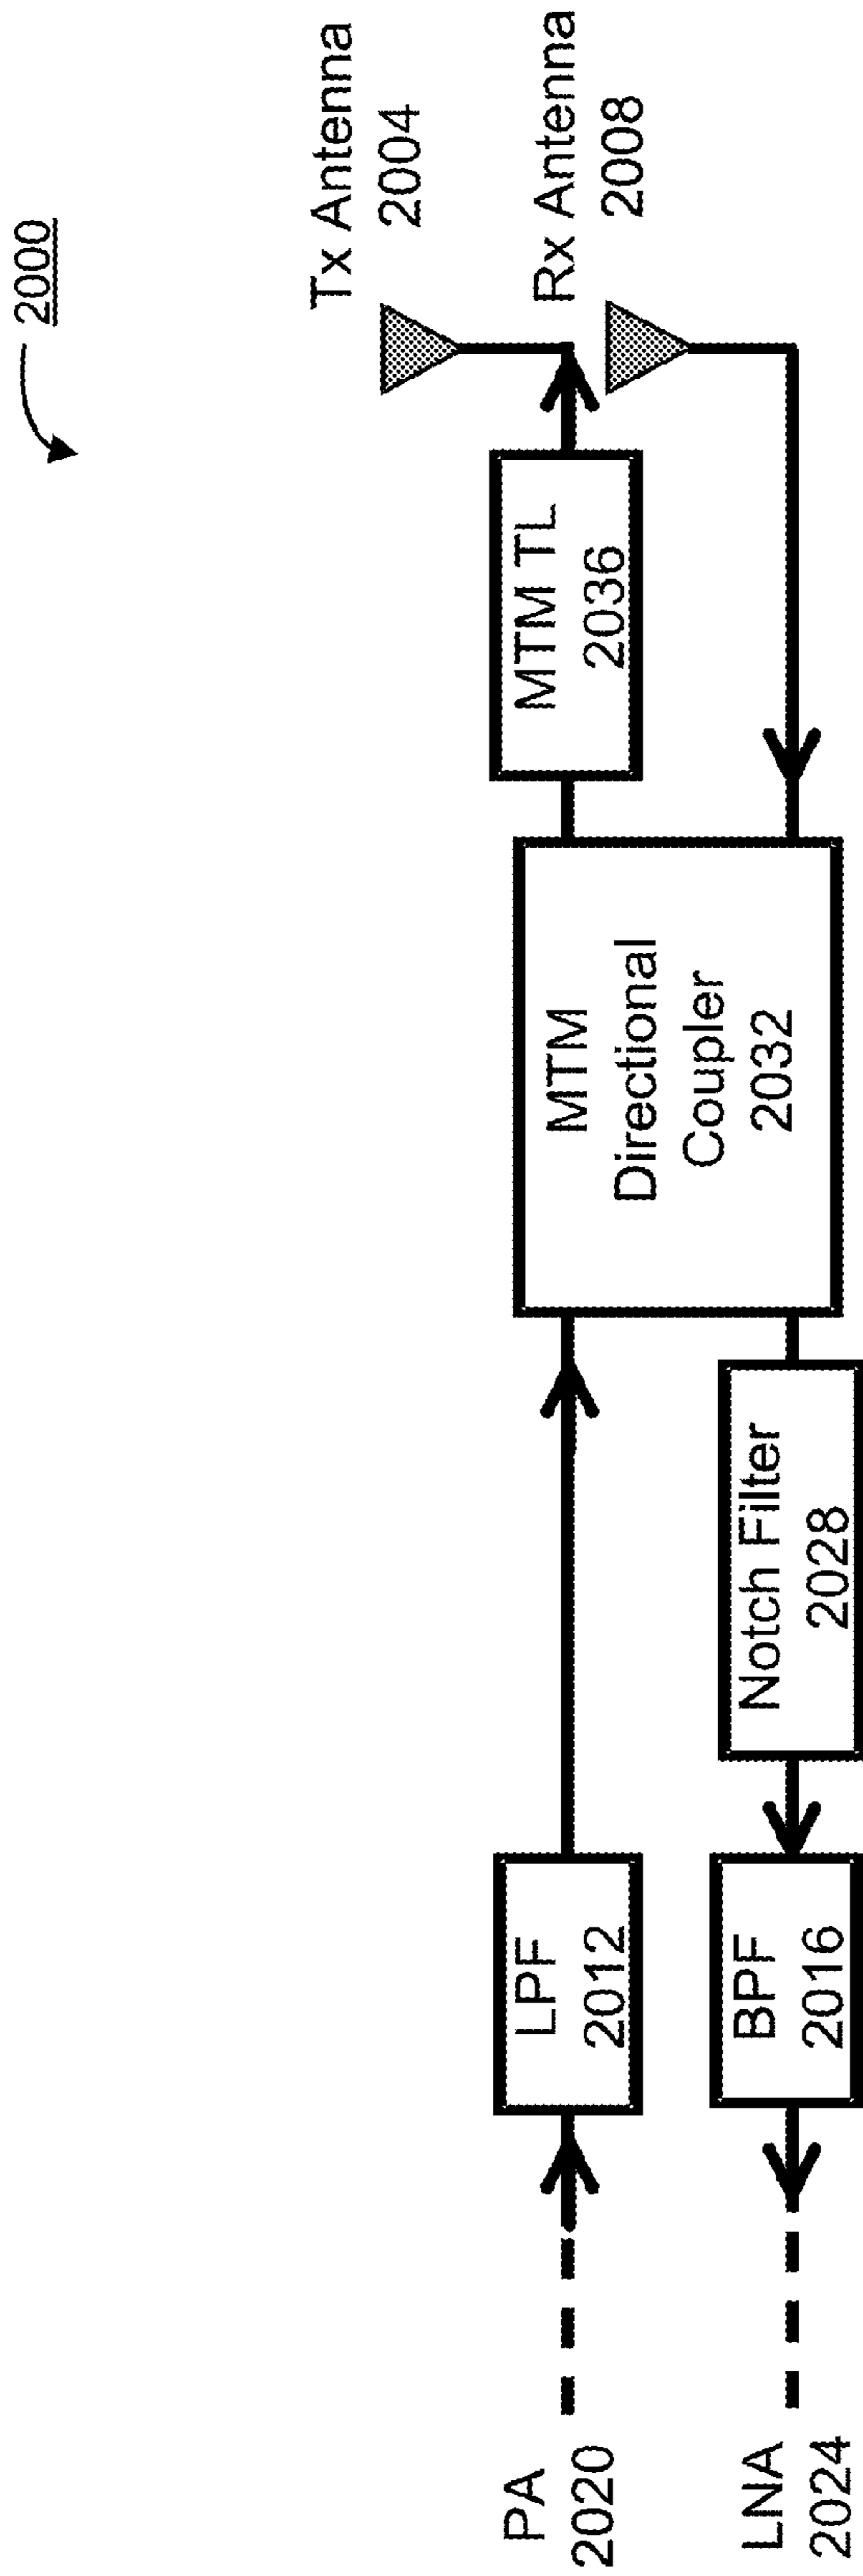 2000
Tx Antenna
2004
Rx Antenna
2008
MTM TL
2036
MTM
Directional
Coupler
2032
Notch Filter
2028
LPF
2012
BPF
2016
PA
2020
LNA
2024